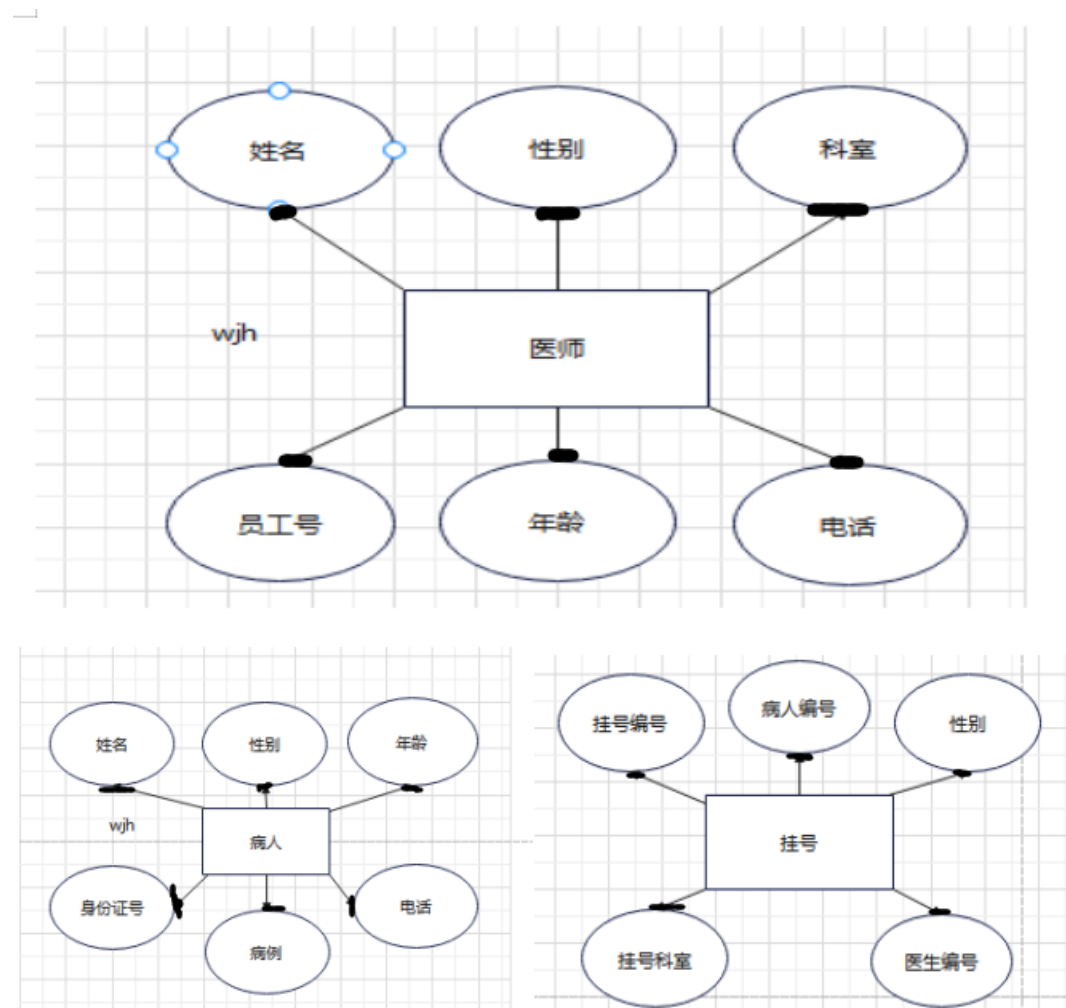 姓名
性别
科室
wjh
医师
员工号
年龄
电话
姓名
性别
年龄
wjh
病人
身份证号
病例
电话
挂号编号
病人编号
性别
挂号
挂号科室
医生编号